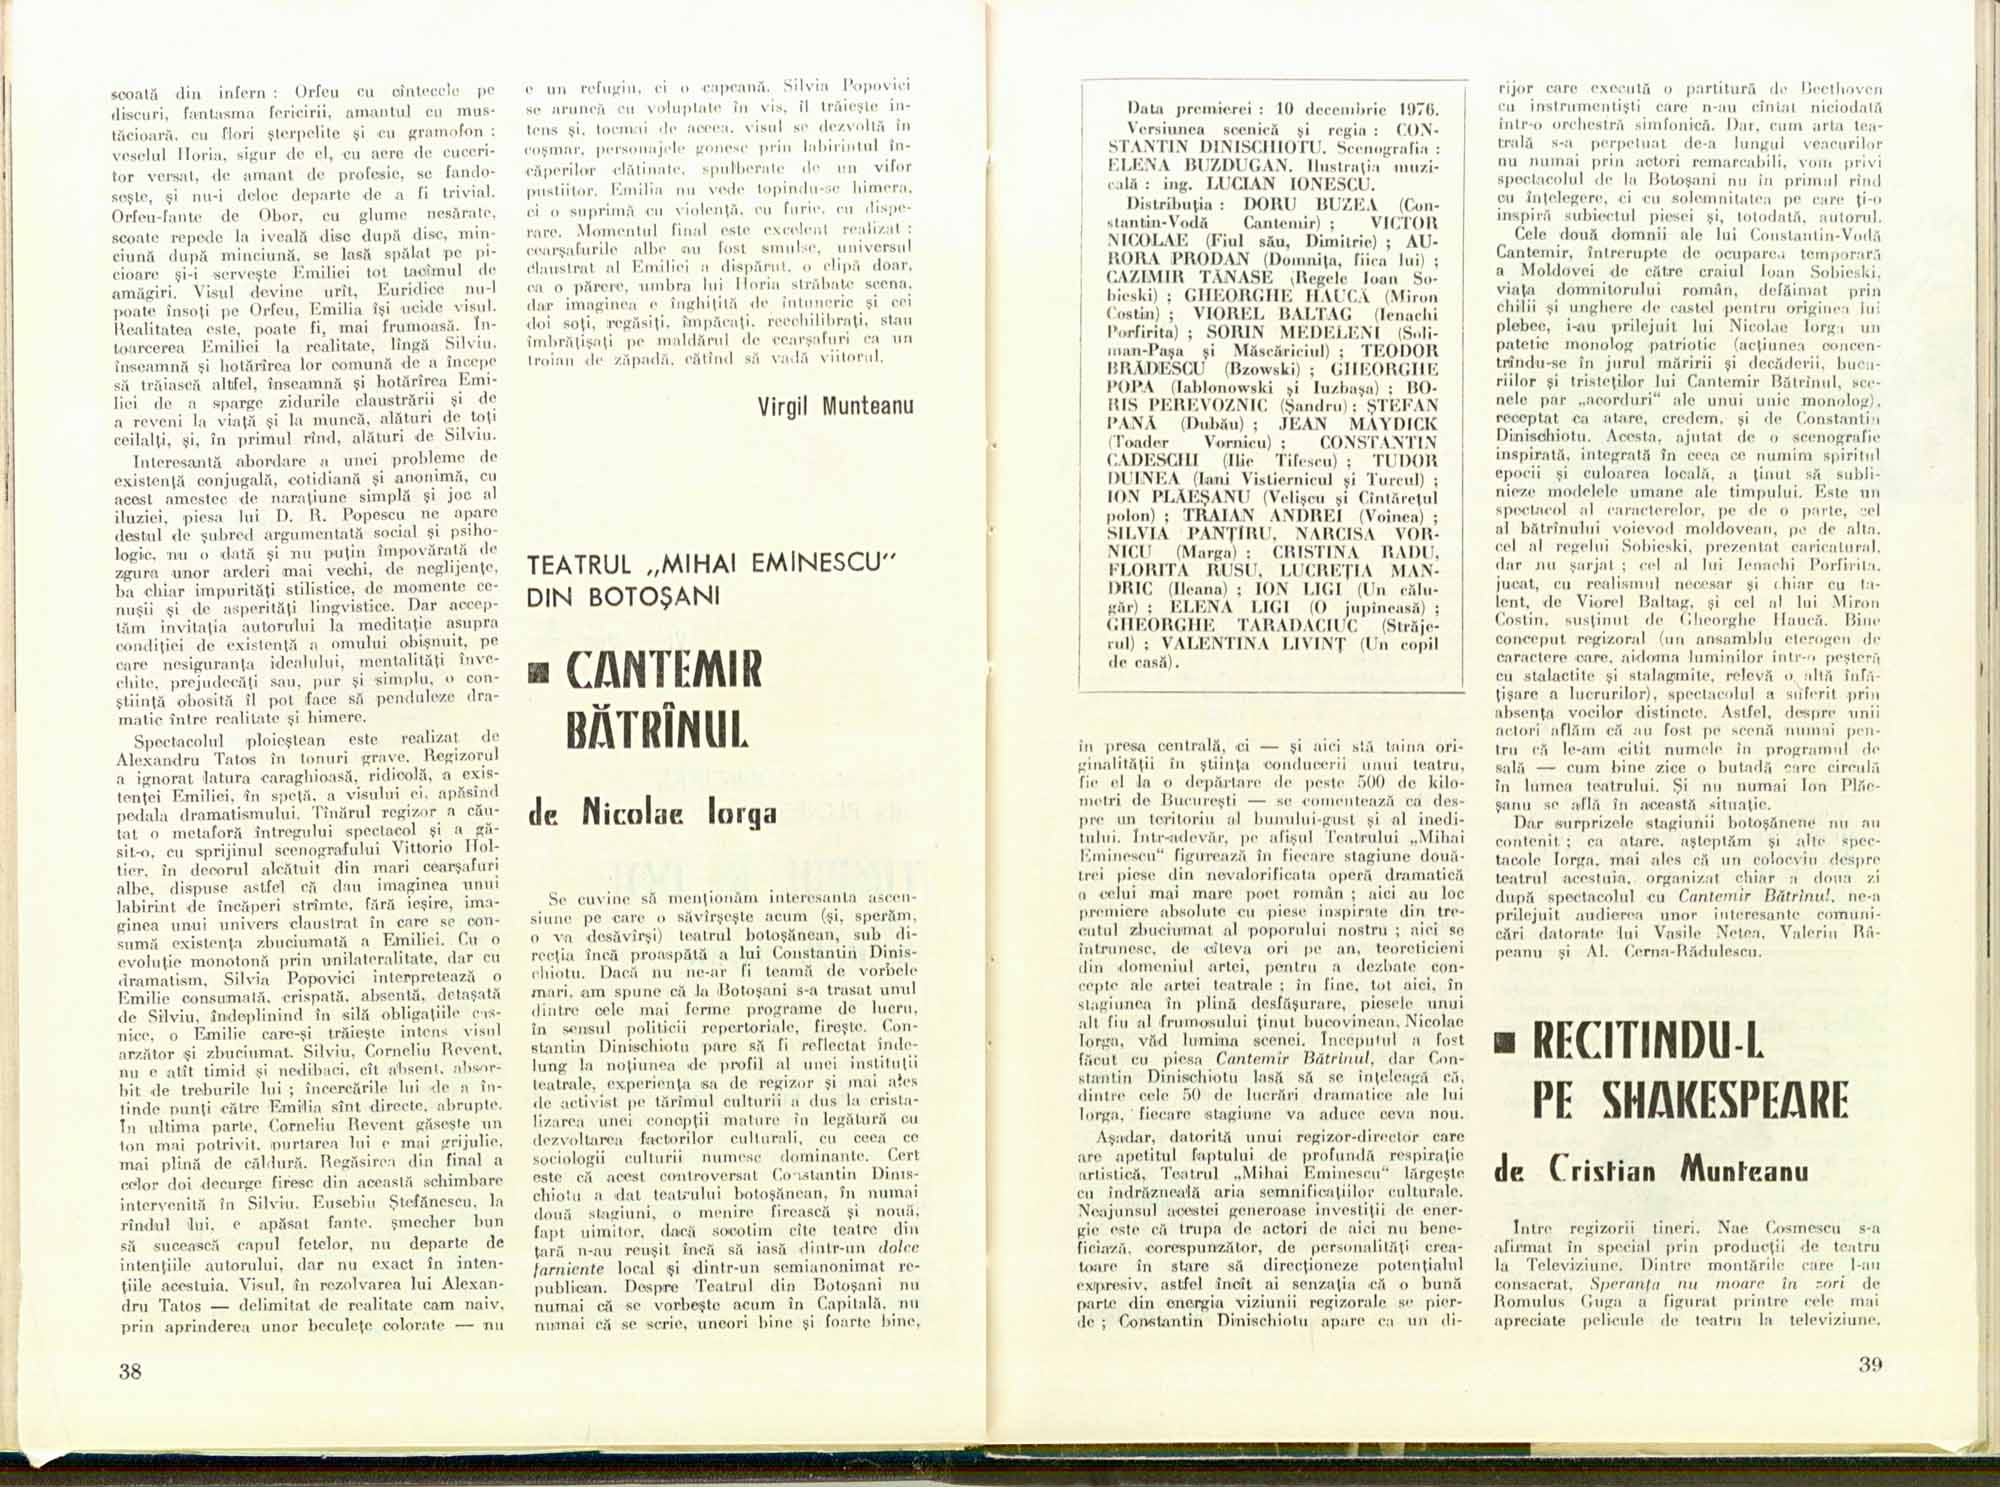 scoată din infern : Orfeu cu cîntecele pe
discuri, fantasma fericirii, amantul cu mus-
tăcioară, cu flori şterpelite şi cu gramofon :
veselul Horia, sigur de el, cu aere de cuceri-
tor versat, de amant de profesie, se fando-
seşte, şi nu-i deloc departe de a fi trivial.
Orfeu-fante de Obor, cu glume nesărate,
scoate repede la iveală disc după disc, min-
ciună după minciună, se lasă spălat pe pi-
cioare şi-i serveşte Emiliei tot tacîmul de
amăgiri. Visul devine urît, Euridice nu-l
poate însoţi pe Orfeu, Emilia îşi ucide visul.
Realitatea este, poate fi, mai frumoasă. În-
toarcerea Emiliei la realitate, lîngă Silviu,
înseamnă şi hotărîrea lor comună de a începe
să trăiască altfel, înseamnă şi hotărîrea Emi-
liei de a sparge zidurile claustrării şi de
a reveni la viaţă şi la muncă, alături de toţi
ceilalţi, şi, în primul rînd, alături de Silviu.
Interesantă abordare a unei probleme de
existenţă conjugală, cotidiană şi anonimă, cu
acest amestec de naraţiune simplă şi joc al
iluziei, piesa lui D. R. Popescu ne apare
destul de şubred argumentată social şi psiho-
logic, nu o dată şi nu puţin împovărată de
zgura unor arderi mai vechi, de neglijenţe,
ba chiar impurităţi stilistice, de momente ce-
nuşii şi de asperităţi lingvistice. Dar accep-
tăm invitaţia autorului la meditaţie asupra
condiţiei de existenţă a omului obişnuit, pe
care nesiguranţa idealului, mentalităţi înve-
chite, prejudecăţi sau, pur şi simplu, o con-
ştiinţă obosită îl pot face să penduleze dra-
matic între realitate şi himere.
Spectacolul ploieştean este realizat de
Alexandru Tatos în tonuri grave. Regizorul
a ignorat latura caraghioasă, ridicolă, a exis-
tenţei Emiliei, în speţă, a visului ei, apăsînd
pedala dramatismului. Tînărul regizor a cău-
tat o metaforă întregului spectacol şi a gă-
sit-o, cu sprijinul scenografului Vittorio Hol-
tier, în decorul alcătuit din mari cearşafuri
albe, dispuse astfel că dau imaginea unui
labirint de încăperi strîmte, fără ieşire, ima-
ginea unui univers claustrat în care se con-
sumă existenţa zbuciumată a Emiliei. Cu o
evoluţie monotonă prin unilateralitate, dar cu
dramatism, Silvia Popovici interpretează o
Emilie consumată, crispată, absentă, detaşată
de Silviu, îndeplinind în silă obligaţiile cas-
nice, o Emilie care-şi trăieşte intens visul
arzător şi zbuciumat. Silviu, Corneliu Revent,
nu e atît timid şi nedibaci, cît absent, absor-
bit de treburile lui ; încercările lui de a în-
tinde punţi către Emilia sînt directe, abrupte.
În ultima parte, Corneliu Revent găseşte un
ton mai potrivit, purtarea lui e mai grijulie,
mai plină de căldură. Regăsirea din final a
celor doi decurge firesc din această schimbare
intervenită în Silviu. Eusebiu Ştefănescu, la
rîndul lui, e apăsat fante, şmecher bun
să sucească capul fetelor, nu departe de
intenţiile autorului, dar nu exact în inten-
ţiile acestuia. Visul, în rezolvarea lui Alexan-
dru Tatos — delimitat de realitate cam naiv,
prin aprinderea unor beculeţe colorate — nu
38
e un refugiu, ci o capcană. Silvia Popovici
se aruncă cu voluptate în vis, îl trăieşte in-
tens şi, tocmai de aceea, visul se dezvoltă în
coşmar, personajele gonesc prin labirintul în-
căperilor clătinate, spulberate de un vifor
pustiitor. Emilia nu vede topindu-se himera,
ci o suprimă cu violenţă, cu furie, cu dispe-
rare. Momentul final este excelent realizat :
cearşafurile albe au fost smulse, universul
claustrat al Emiliei a dispărut, o clipă doar,
ca o părere, umbra lui Horia străbate scena,
dar imaginea e înghiţită de întuneric şi cei
doi soţi, regăsiţi, împăcaţi, reechilibraţi, stau
îmbrăţişaţi pe maldărul de cearşafuri ca un
troian de zăpadă, cătînd să vadă viitorul.
Virgil Munteanu
TEATRUL „MIHAI EMINESCU”
DIN BOTOŞANI
■ CANTEMIR
BĂTRÎNUL
de Nicolae Iorga
Se cuvine să menţionăm interesanta ascen-
siune pe care o săvîrşeşte acum (şi, sperăm,
o va desăvîrşi) teatrul botoşănean, sub di-
recţia încă proaspătă a lui Constantin Dinis-
chiotu. Dacă nu ne-ar fi teamă de vorbele
mari, am spune că la Botoşani s-a trasat unul
dintre cele mai ferme programe de lucru,
în sensul politicii repertoriale, fireşte. Con-
stantin Dinischiotu pare să fi reflectat înde-
lung la noţiunea de profil al unei instituţii
teatrale, experienţa sa de regizor şi mai ales
de activist pe tărîmul culturii a dus la crista-
lizarea unei concepţii mature în legătură cu
dezvoltarea factorilor culturali, cu ceea ce
sociologii culturii numesc dominante. Cert
este că acest controversat Constantin Dinis-
chiotu a dat teatrului botoşănean, în numai
două stagiuni, o menire firească şi nouă,
fapt uimitor, dacă socotim cîte teatre din
ţară n-au reuşit încă să iasă dintr-un dolce
farniente local şi dintr-un semianonimat re-
publican. Despre Teatrul din Botoşani nu
numai că se vorbeşte acum în Capitală, nu
numai că se scrie, uneori bine şi foarte bine,
Data premierei : 10 decembrie 1976.
Versiunea scenică şi regia : CON-
STANTIN DINISCHIOTU. Scenografia :
ELENA BUZDUGAN. Ilustraţia muzi-
cală : ing. LUCIAN IONESCU.
Distribuţia : DORU BUZEA (Con-
stantin-Vodă Cantemir) ; VICTOR
NICOLAE (Fiul său, Dimitrie) ; AU-
RORA PRODAN (Domniţa, fiica lui) ;
CAZIMIR TĂNASE (Regele Ioan So-
bieski) ; GHEORGHE HAUCĂ (Miron
Costin) ; VIOREL BALTAG (Ienachi
Porfirita) ; SORIN MEDELENI (Soli-
man-Paşa şi Măscăriciul) ; TEODOR
BRĂDESCU (Bzowski) ; GHEORGHE
POPA (Iablonowski şi Iuzbaşa) ; BO-
RIS PEREVOZNIC (Şandru) ; ŞTEFAN
PANĂ (Dubău) ; JEAN MAYDICK
(Toader Vornicu) ; CONSTANTIN
CADESCHI (Ilie Tifescu) ; TUDOR
DUINEA (Iani Vistiernicul şi Turcul) ;
ION PLĂEŞANU (Velişcu şi Cîntăreţul
polon) ; TRAIAN ANDREI (Voinea) ;
SILVIA PANŢÎRU, NARCISA VOR-
NICU (Marga) ; CRISTINA RADU,
FLORITA RUSU, LUCREŢIA MAN-
DRIC (Ileana) ; ION LIGI (Un călu-
găr) ; ELENA LIGI (O jupîneasă) ;
GHEORGHE TARADACIUC (Străje-
rul) ; VALENTINA LIVINŢ (Un copil
de casă).
în presa centrală, ci — şi aici stă taina ori-
ginalităţii în ştiinţa conducerii unui teatru,
fie el la o depărtare de peste 500 de kilo-
metri de Bucureşti — se comentează ca des-
pre un teritoriu al bunului-gust şi al inedi-
tului. Într-adevăr, pe afişul Teatrului „Mihai
Eminescu“ figurează în fiecare stagiune două-
trei piese din nevalorificata operă dramatică
a celui mai mare poet român ; aici au loc
premiere absolute cu piese inspirate din tre-
cutul zbuciumat al poporului nostru ; aici se
întrunesc, de cîteva ori pe an, teoreticieni
din domeniul artei, pentru a dezbate con-
cepte ale artei teatrale ; în fine, tot aici, în
stagiunea în plină desfăşurare, piesele unui
alt fiu al frumosului ţinut bucovinean, Nicolae
Iorga, văd lumina scenei. Începutul a fost
făcut cu piesa Cantemir Bătrînul, dar Con-
stantin Dinischiotu lasă să se înţeleagă că,
dintre cele 50 de lucrări dramatice ale lui
Iorga, fiecare stagiune va aduce ceva nou.
Aşadar, datorită unui regizor-director care
are apetitul faptului de profundă respiraţie
artistică, Teatrul „Mihai Eminescu“ lărgeşte
cu îndrăzneală aria semnificaţiilor culturale.
Neajunsul acestei generoase investiţii de ener-
gie este că trupa de actori de aici nu bene-
ficiază, corespunzător, de personalităţi crea-
toare în stare să direcţioneze potenţialul
expresiv, astfel încît ai senzaţia că o bună
parte din energia viziunii regizorale se pier-
de ; Constantin Dinischiotu apare ca un di-
rijor care execută o partitură de Beethoven
cu instrumentişti care n-au cîntat niciodată
într-o orchestră simfonică. Dar, cum arta tea-
trală s-a perpetuat de-a lungul veacurilor
nu numai prin actori remarcabili, vom privi
spectacolul de la Botoşani nu în primul rînd
cu înţelegere, ci cu solemnitatea pe care ţi-o
inspiră subiectul piesei şi, totodată, autorul.
Cele două domnii ale lui Constantin-Vodă
Cantemir, întrerupte de ocuparea temporară
a Moldovei de către craiul Ioan Sobieski,
viaţa domnitorului român, defăimat prin
chilii şi unghere de castel pentru originea lui
plebee, i-au prilejuit lui Nicolae Iorga un
patetic monolog patriotic (acţiunea concen-
trîndu-se în jurul măririi şi decăderii, bucu-
riilor şi tristeţilor lui Cantemir Bătrînul, sce-
nele par „acorduri“ ale unui unic monolog),
receptat ca atare, credem, şi de Constantin
Dinischiotu. Acesta, ajutat de o scenografie
inspirată, integrată în ceea ce numim spiritul
epocii şi culoarea locală, a ţinut să subli-
nieze modelele umane ale timpului. Este un
spectacol al caracterelor, pe de o parte, cel
al bătrînului voievod moldovean, pe de alta,
cel al regelui Sobieski, prezentat caricatural,
dar nu şarjat ; cel al lui Ienachi Porfirita,
jucat, cu realismul necesar şi chiar cu ta-
lent, de Viorel Baltag, şi cel al lui Miron
Costin, susţinut de Gheorghe Haucă. Bine
conceput regizoral (un ansamblu eterogen de
caractere care, aidoma luminilor într-o peşteră
cu stalactite şi stalagmite, relevă o altă înfă-
ţişare a lucrurilor), spectacolul a suferit prin
absenţa vocilor distincte. Astfel, despre unii
actori aflăm că au fost pe scenă numai pen-
tru că le-am citit numele în programul de
sală — cum bine zice o butadă care circulă
în lumea teatrului. Şi nu numai Ion Plăe-
şanu se află în această situaţie.
Dar surprizele stagiunii botoşănene nu au
contenit ; ca atare, aşteptăm şi alte spec-
tacole Iorga, mai ales că un colocviu despre
teatrul acestuia, organizat chiar a doua zi
după spectacolul cu Cantemir Bătrînul, ne-a
prilejuit audierea unor interesante comuni-
cări datorate lui Vasile Netea, Valeriu Râ-
peanu şi Al. Cerna-Rădulescu.
■ RECITINDU-L
PE SHAKESPEARE
de Cristian Munteanu
Între regizorii tineri, Nae Cosmescu s-a
afirmat în special prin producţii de teatru
la Televiziune. Dintre montările care l-au
consacrat, Speranţa nu moare în zori de
Romulus Guga a figurat printre cele mai
apreciate pelicule de teatru la televiziune.
39